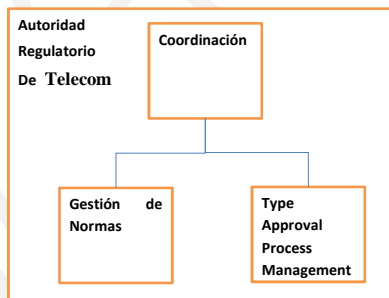 Autoridad
Regulatorio
De Telecom
Coordinación
Gestión de
Normas
Type
Approval
Process
Management